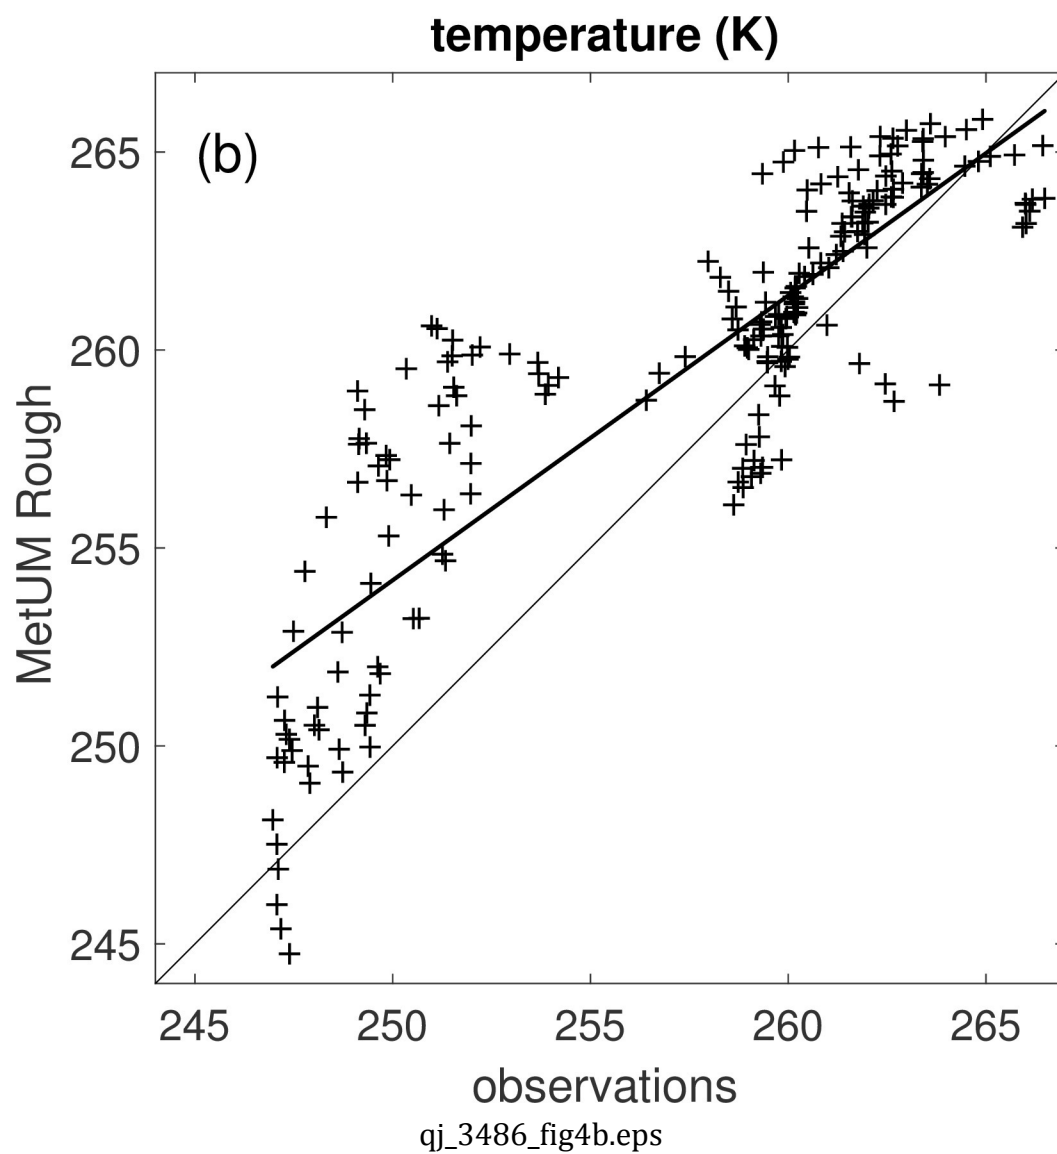 temperature (K)
(b)
265
260
255
250
245
MetUM Rough
245 250 255 260 265
observations
qj_3486_fig4b.eps